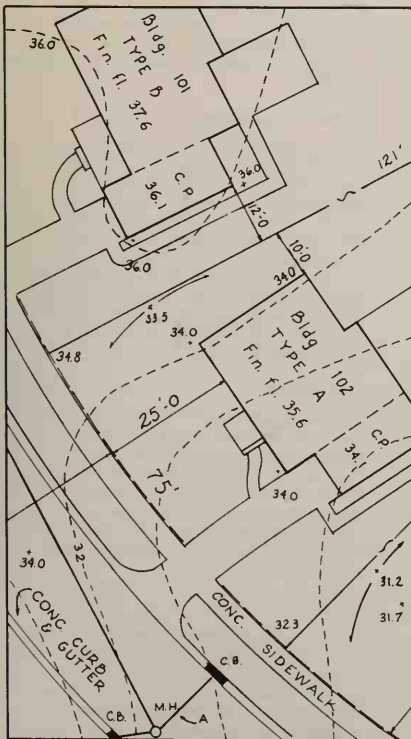 36.0
Bldg. 101
TYPE B
Fin. fl. 37.6
C.P
36.1
36.0
12'-0
121'
10'-0
36.0
34.0
33.5
34.0
34.8
Bldg 102
TYPE A
Fin. fl. 35.6
C.P
34.
25'-0
75'
34.0
34.0
32
CONC. CURB
& GUTTER
CONC. SIDEWALK
32.3
31.2
31.7
C.B.
C.B.
M.H.
A